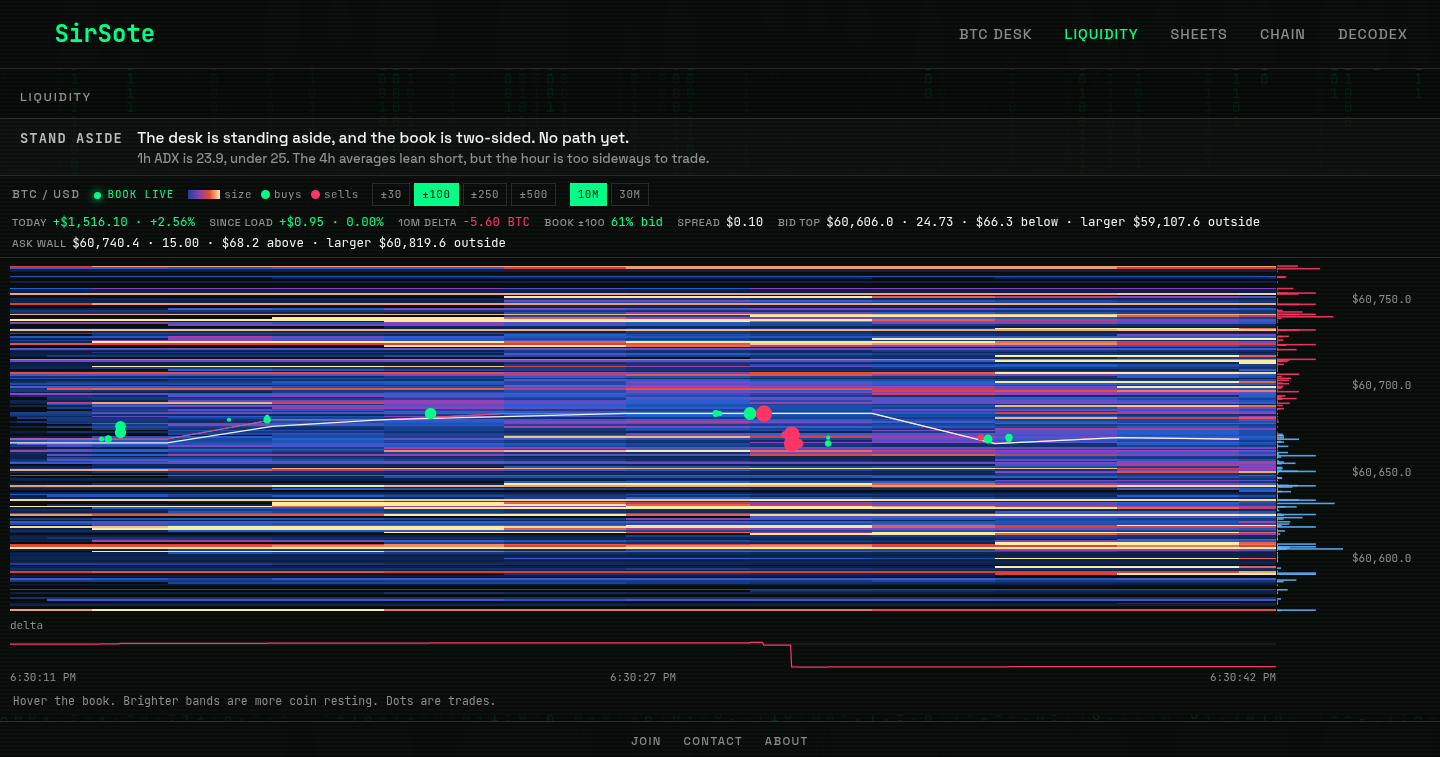 SirSote
BTC DESK LIQUIDITY SHEETS CHAIN DECODEX
LIQUIDITY
STAND ASIDE The desk is standing aside, and the book is two-sided. No path yet.
1h ADX is 23.9, under 25. The 4h averages lean short, but the hour is too sideways to trade.
BTC / USD BOOK LIVE size buys sells ±30 ±100 ±250 ±500 10M 30M
TODAY +$1,516.10 · +2.56% SINCE LOAD +$0.95 · 0.00% 10M DELTA -5.60 BTC BOOK ±100 61% bid SPREAD $0.10 BID TOP $60,606.0 · 24.73 · $66.3 below · larger $59,107.6 outside
ASK WALL $60,740.4 · 15.00 · $68.2 above · larger $60,819.6 outside
$60,750.0
$60,700.0
$60,650.0
$60,600.0
delta
6:30:11 PM 6:30:27 PM 6:30:42 PM
Hover the book. Brighter bands are more coin resting. Dots are trades.
JOIN CONTACT ABOUT